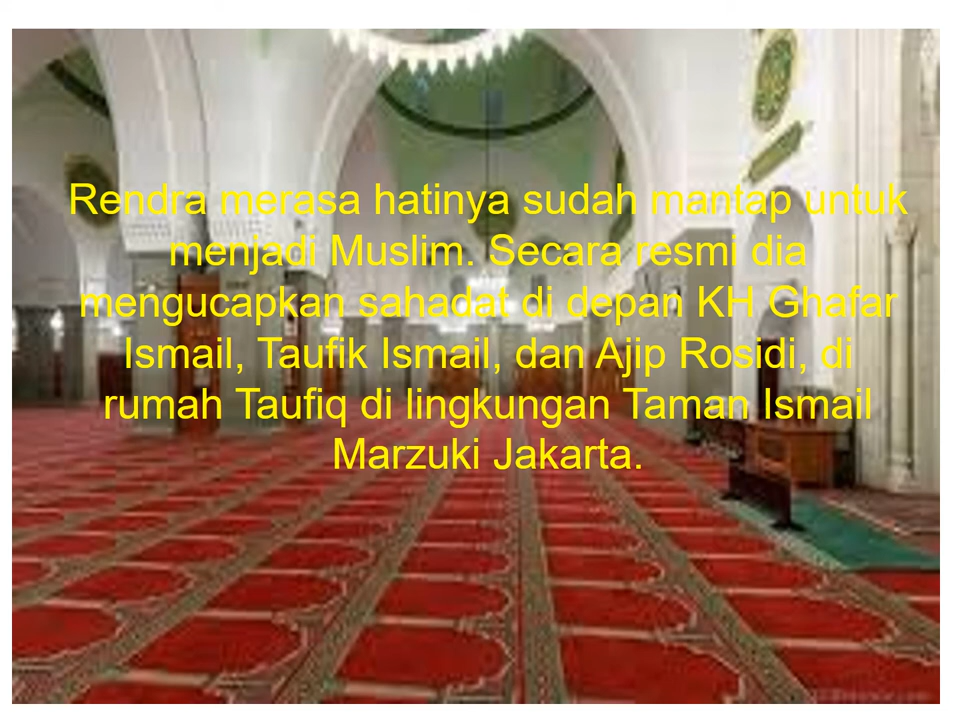 Rendra merasa hatinya sudah mantap untuk
menjadi Muslim. Secara resmi dia
mengucapkan sahadat di depan KH Ghafar
Ismail, Taufik Ismail, dan Ajip Rosidi, di
rumah Taufiq di lingkungan Taman Ismail
Marzuki Jakarta.